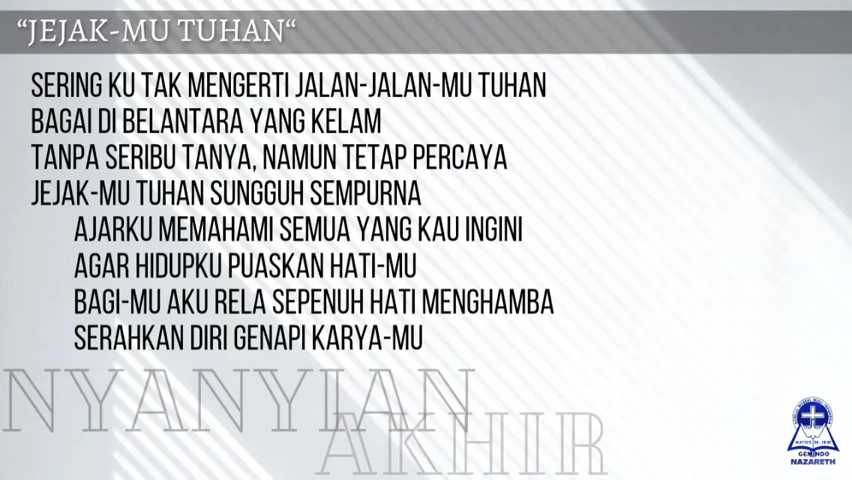 “JEJAK-MU TUHAN“
SERING KU TAK MENGERTI JALAN-JALAN-MU TUHAN
BAGAI DI BELANTARA YANG KELAM
TANPA SERIBU TANYA, NAMUN TETAP PERCAYA
JEJAK-MU TUHAN SUNGGUH SEMPURNA
AJARKU MEMAHAMI SEMUA YANG KAU INGINI
AGAR HIDUPKU PUASKAN HATI-MU
BAGI-MU AKU RELA SEPENUH HATI MENGHAMBA
SERAHKAN DIRI GENAPI KARYA-MU
NYANYIAN
AKHIR
NAZARETH